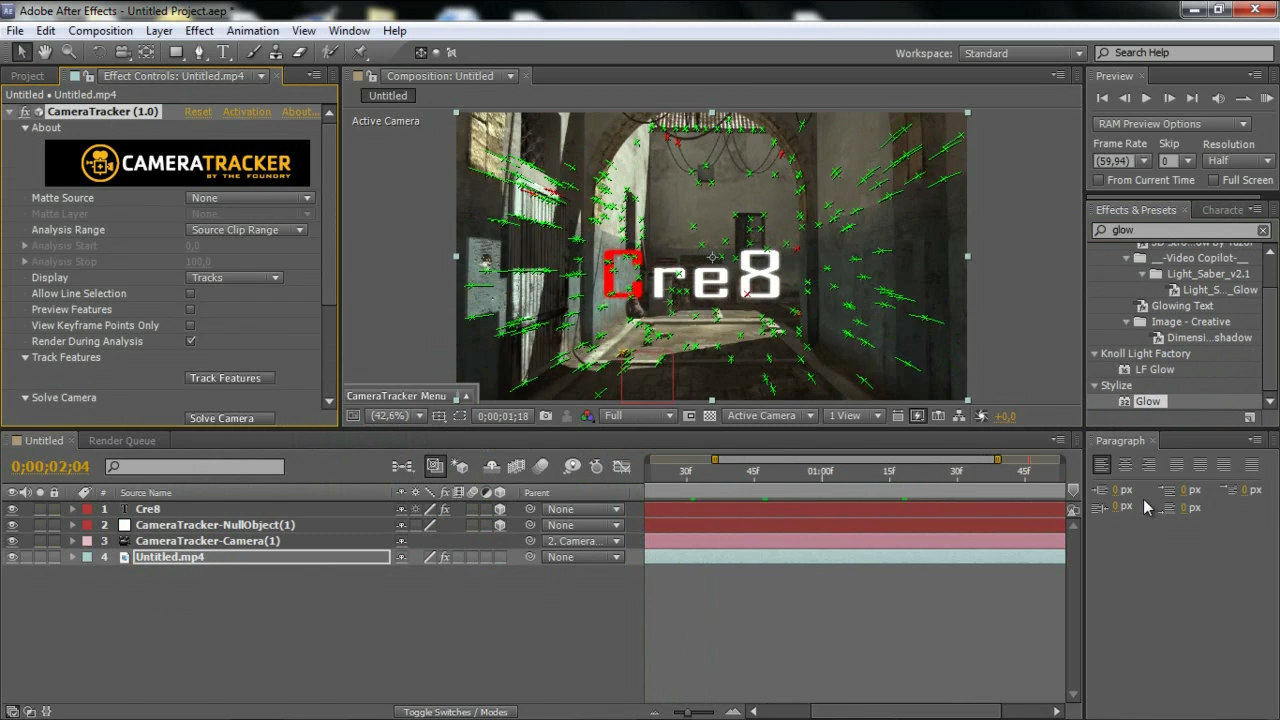 Adobe After Effects - Untitled Project.aep *
File Edit Composition Layer Effect Animation View Window Help
Workspace: Standard Search Help
Project Effect Controls: Untitled.mp4
Untitled • Untitled.mp4
CameraTracker (1.0) Reset Activation About...
About
CAMERATRACKER
BY THE FOUNDRY
Matte Source None
Matte Layer None
Analysis Range Source Clip Range
Analysis Start 0,0
Analysis Stop 100,0
Display Tracks
Allow Line Selection
Preview Features
View Keyframe Points Only
Render During Analysis
Track Features
Track Features
Solve Camera
Solve Camera
Composition: Untitled
Untitled
Active Camera
Cre8
CameraTracker Menu
(42,6%) 0;00;01;18 Full Active Camera 1 View +0,0
Preview
RAM Preview Options
Frame Rate Skip Resolution
(59,94) 0 Half
From Current Time Full Screen
Effects & Presets Characte
glow
__-Video Copilot-__
Light_Saber_v2.1
Light_S..._Glow
Glowing Text
Image - Creative
Dimensi...shadow
Knoll Light Factory
LF Glow
Stylize
Glow
Untitled Render Queue
0;00;02;04
30f 45f 01:00f 15f 30f 45f
# Source Name Parent
1 Cre8 None
2 CameraTracker-NullObject(1) None
3 CameraTracker-Camera(1) 2. Camera...
4 Untitled.mp4 None
Toggle Switches / Modes
Paragraph
0 px 0 px 0 px
0 px 0 px